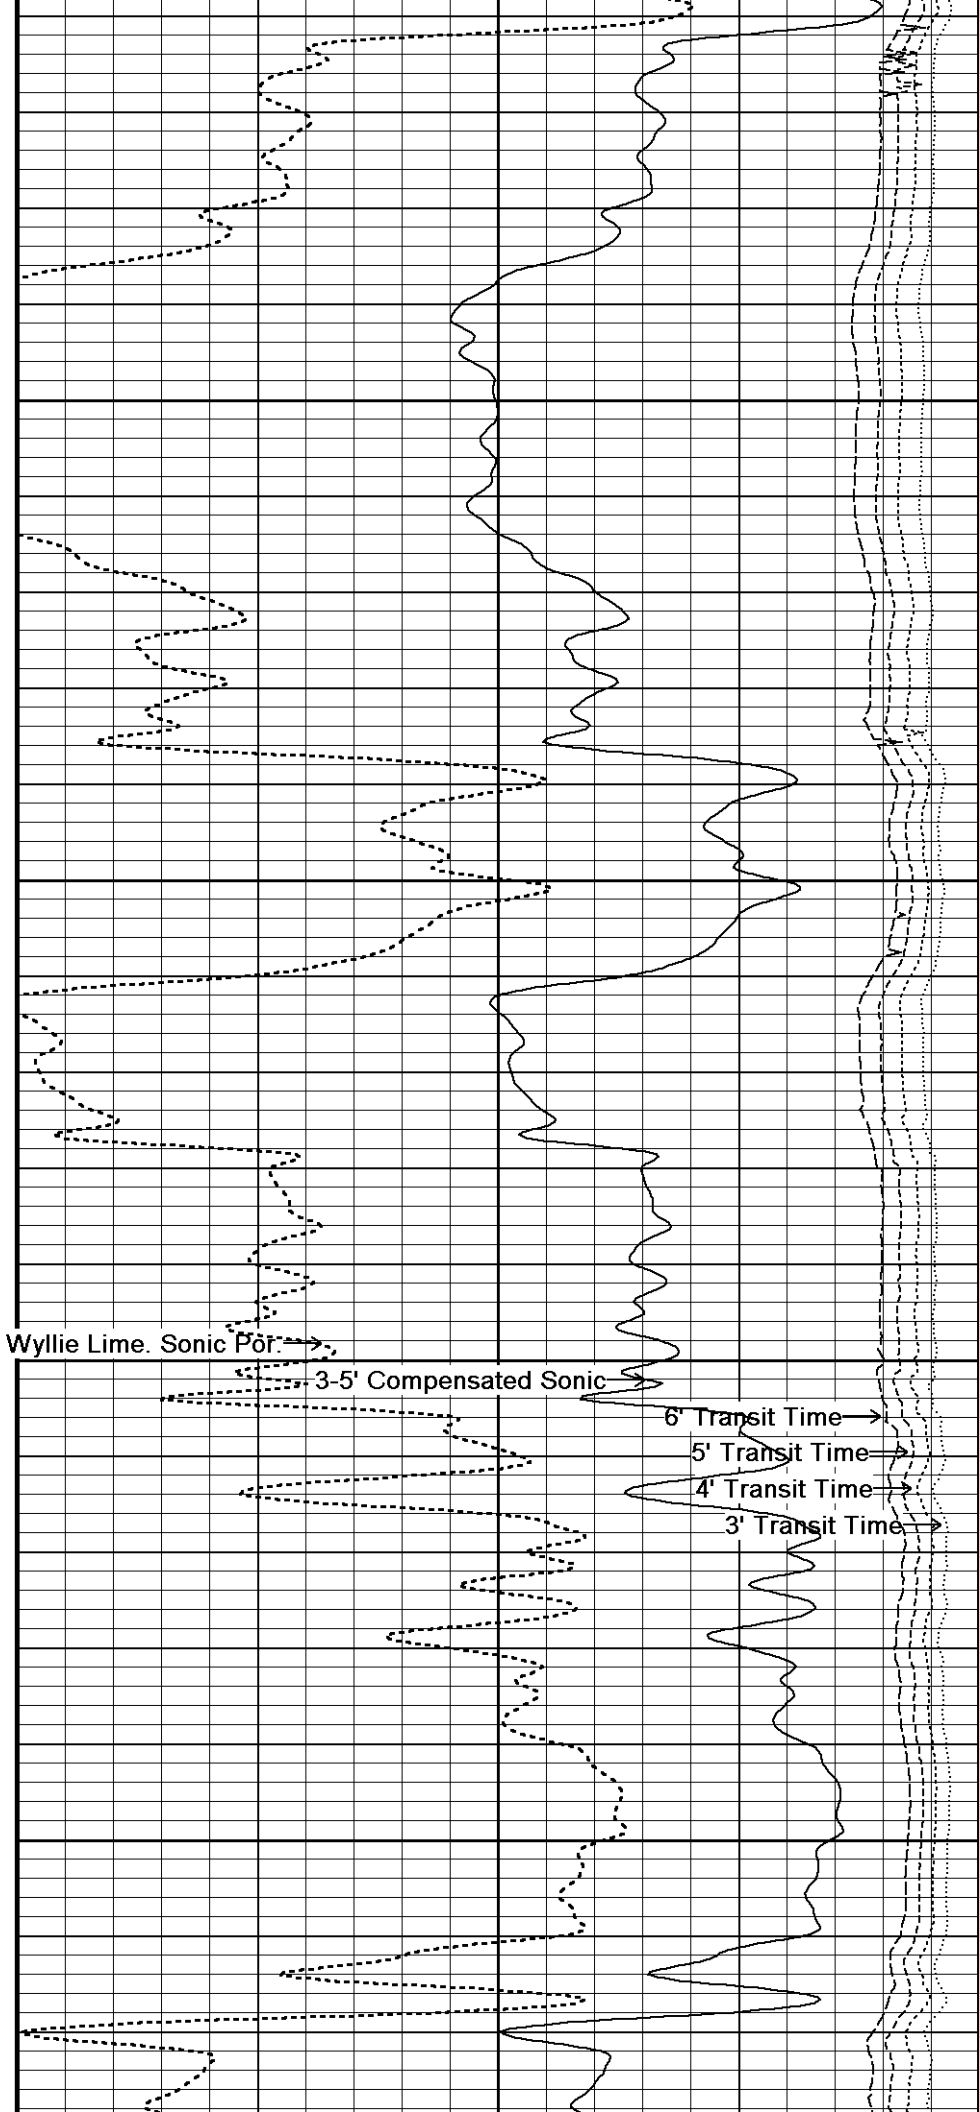 Wyllie Lime. Sonic Por.
3-5' Compensated Sonic
6' Transit Time
5' Transit Time
4' Transit Time
3' Transit Time